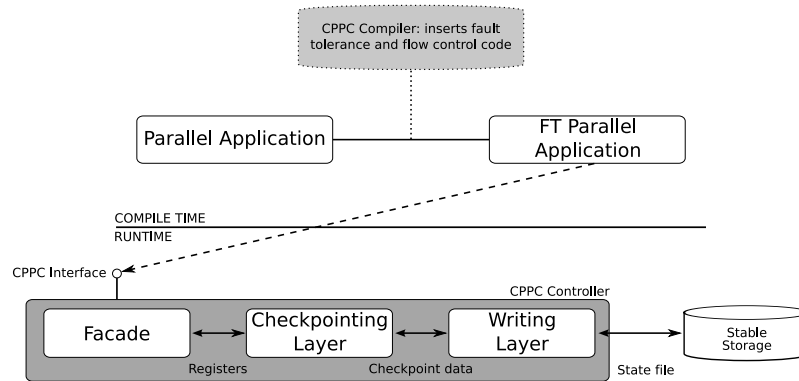 CPPC Compiler: inserts fault
tolerance and flow control code
Parallel Application
FT Parallel
Application
COMPILE TIME
RUNTIME
CPPC Interface
CPPC Controller
Facade
Checkpointing
Layer
Writing
Layer
Stable
Storage
Registers
Checkpoint data
State file